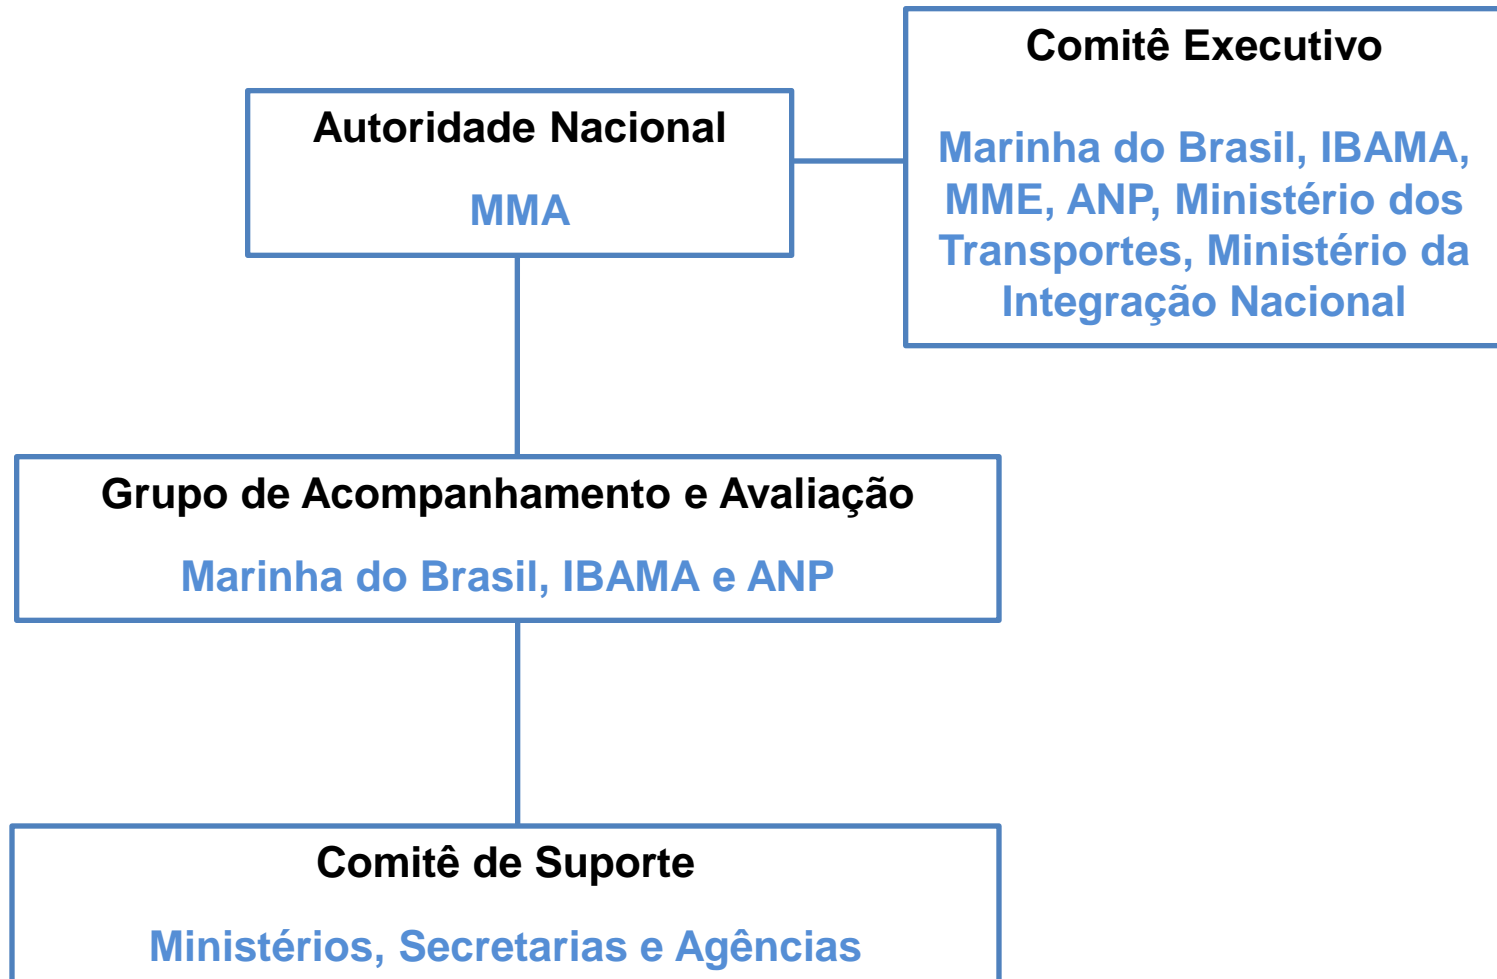 Comitê Executivo
Marinha do Brasil, IBAMA,
MME, ANP, Ministério dos
Transportes, Ministério da
Integração Nacional
Autoridade Nacional
MMA
Grupo de Acompanhamento e Avaliação
Marinha do Brasil, IBAMA e ANP
Comitê de Suporte
Ministérios, Secretarias e Agências